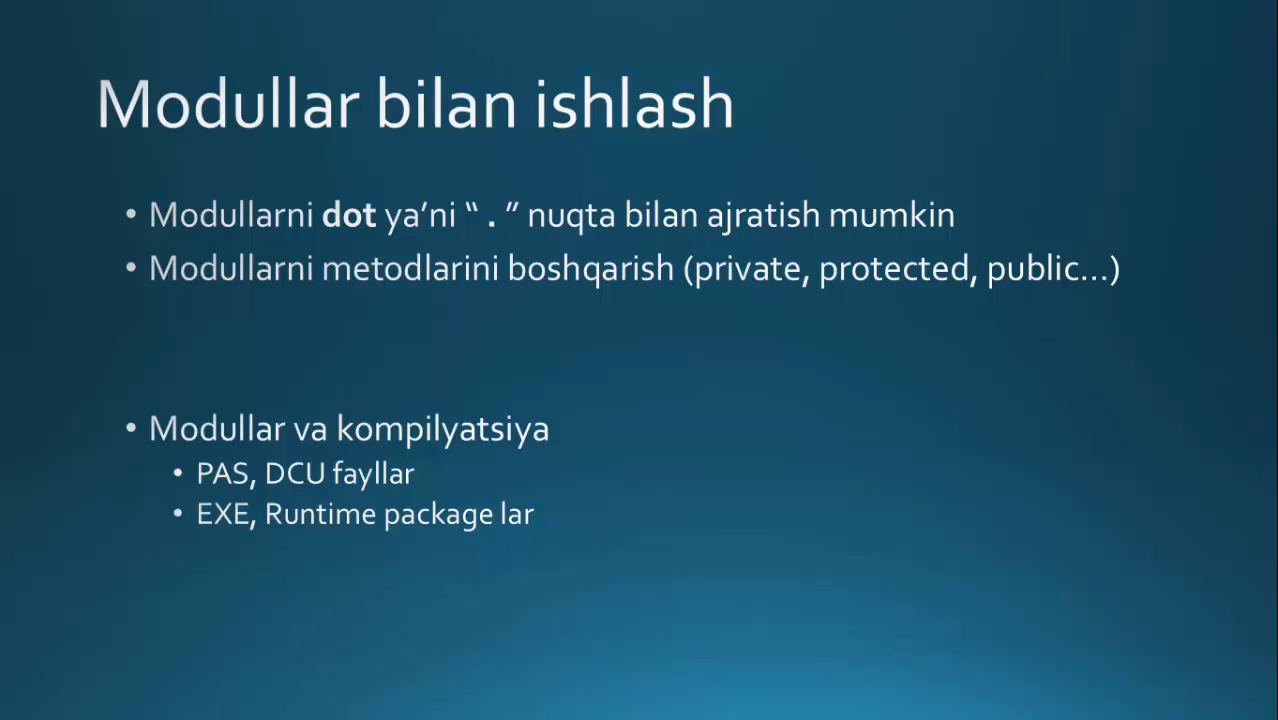 Modullar bilan ishlash
• Modullarni dot ya’ni “ . ” nuqta bilan ajratish mumkin
• Modullarni metodlarini boshqarish (private, protected, public…)
• Modullar va kompilyatsiya
• PAS, DCU fayllar
• EXE, Runtime package lar